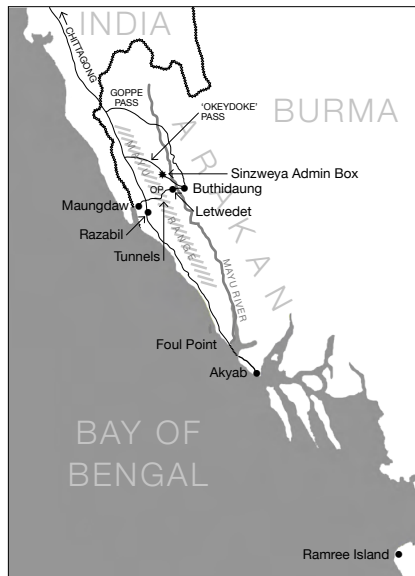 INDIA
CHITTAGONG
GOPPE
PASS
'OKEYDOKE'
PASS
BURMA
ARAKAN
MAYU RANGE
Sinzweya Admin Box
OP
Buthidaung
Maungdaw
Letwedet
Razabil
Tunnels
MAYU RIVER
Foul Point
Akyab
BAY OF
BENGAL
Ramree Island